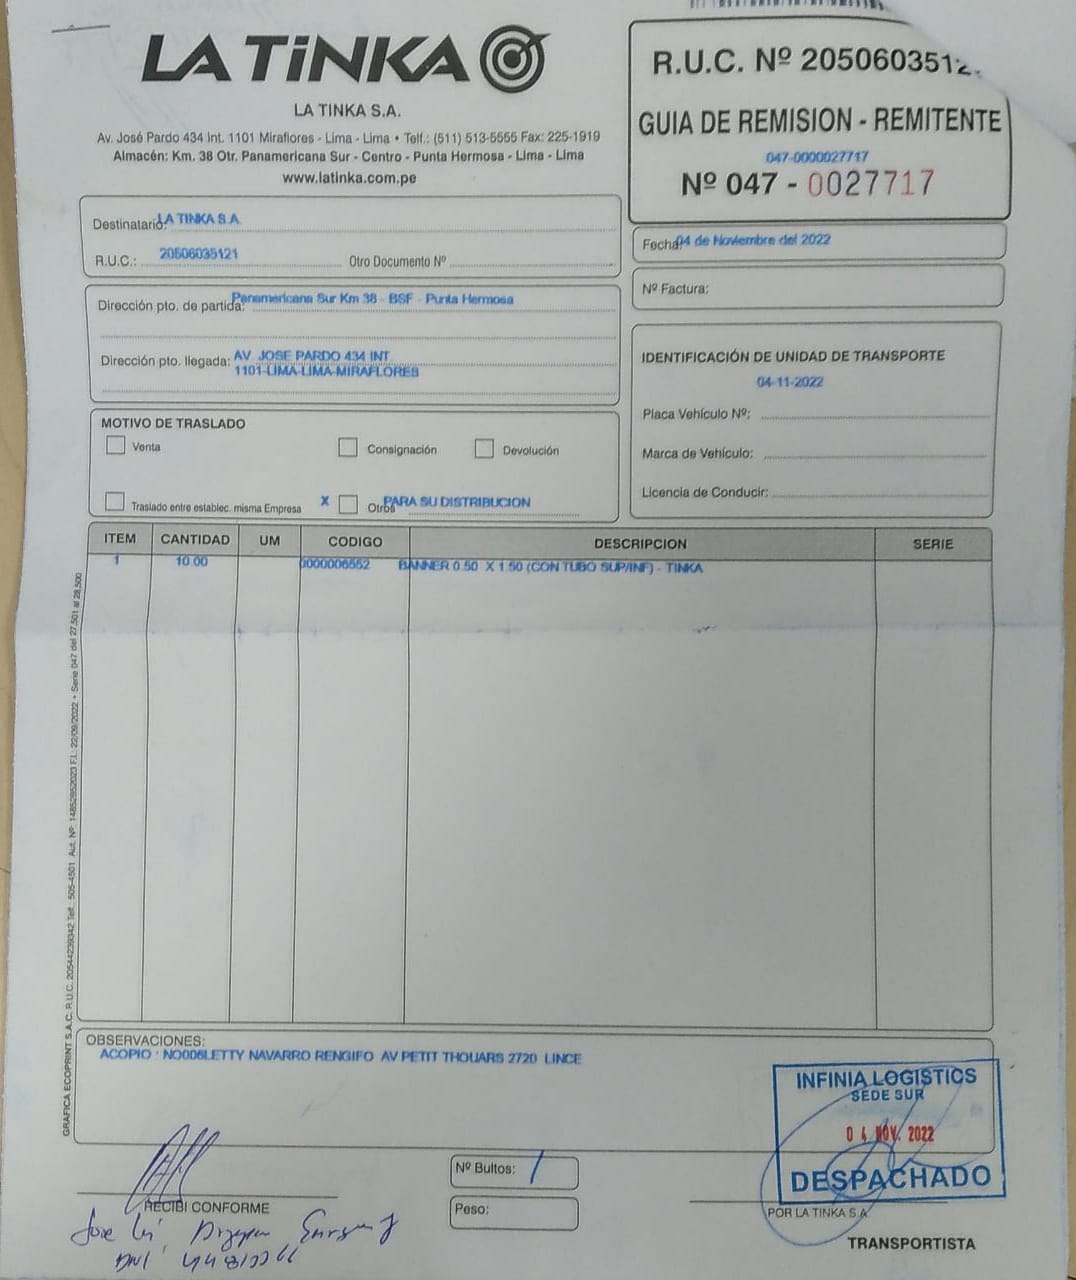 LA TiNKA
LA TINKA S.A.
Av. José Pardo 434 Int. 1101 Miraflores - Lima - Lima • Telf.: (511) 513-5555 Fax: 225-1919
Almacén: Km. 38 Otr. Panamericana Sur - Centro - Punta Hermosa - Lima - Lima
www.latinka.com.pe
R.U.C. Nº 2050603512
GUIA DE REMISION - REMITENTE
047-0000027717
Nº 047 - 0027717
Destinatario: LA TINKA S.A.
R.U.C.: 20506035121 Otro Documento Nº
Fecha: 04 de Noviembre del 2022
Nº Factura:
Dirección pto. de partida: Panamericana Sur Km 38 - BSF - Punta Hermosa
Dirección pto. llegada: AV. JOSE PARDO 434 INT
1101-LIMA-LIMA-MIRAFLORES
IDENTIFICACIÓN DE UNIDAD DE TRANSPORTE
04-11-2022
Placa Vehículo Nº:
Marca de Vehículo:
Licencia de Conducir:
MOTIVO DE TRASLADO
Venta Consignación Devolución
Traslado entre establec. misma Empresa X Otros PARA SU DISTRIBUCION
ITEM CANTIDAD UM CODIGO DESCRIPCION SERIE
1 10.00 0000006552 BANNER 0.50 X 1.50 (CON TUBO SUP/INF) - TINKA
GRAFICA ECOPRINT S.A.C. R.U.C. 20544239342 Telf.: 505-4501 Aut. Nº: 14852852023 F.I.: 22/09/2022 • Serie 047 del 27,501 al 28,500
OBSERVACIONES:
ACOPIO : NO006LETTY NAVARRO RENGIFO AV PETIT THOUARS 2720 LINCE
INFINIA LOGISTICS
SEDE SUR
04 NOV. 2022
DESPACHADO
Nº Bultos: 1
Peso:
RECIBI CONFORME
POR LA TINKA S.A.
TRANSPORTISTA
Jose
DNI